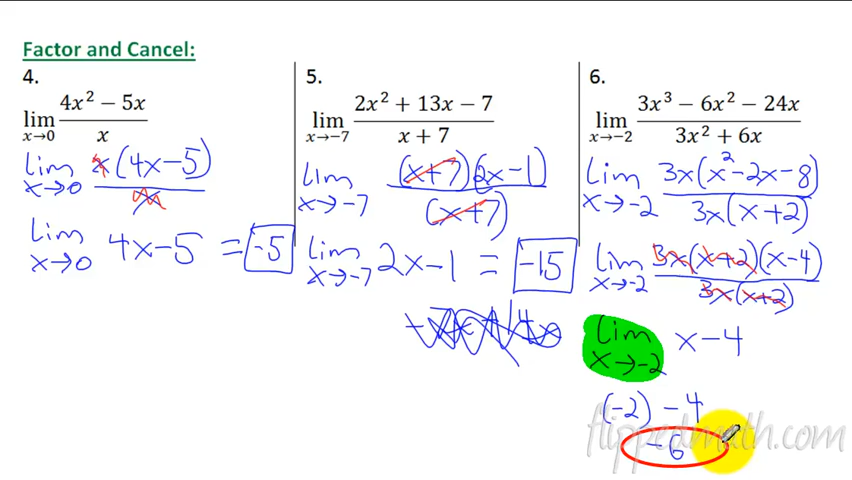 Factor and Cancel:
4.
lim x→0 (4x² − 5x)/x
lim x→0 x(4x−5)/x
lim x→0 4x−5 = -5
5.
lim x→−7 (2x² + 13x − 7)/(x + 7)
lim x→−7 (x+7)(2x−1)/(x+7)
lim x→−7 2x−1 = -15
6.
lim x→−2 (3x³ − 6x² − 24x)/(3x² + 6x)
lim x→−2 3x(x²−2x−8)/3x(x+2)
lim x→−2 3x(x+2)(x−4)/3x(x+2)
lim x→−2 x−4
(−2) − 4
−6
flippedmath.com